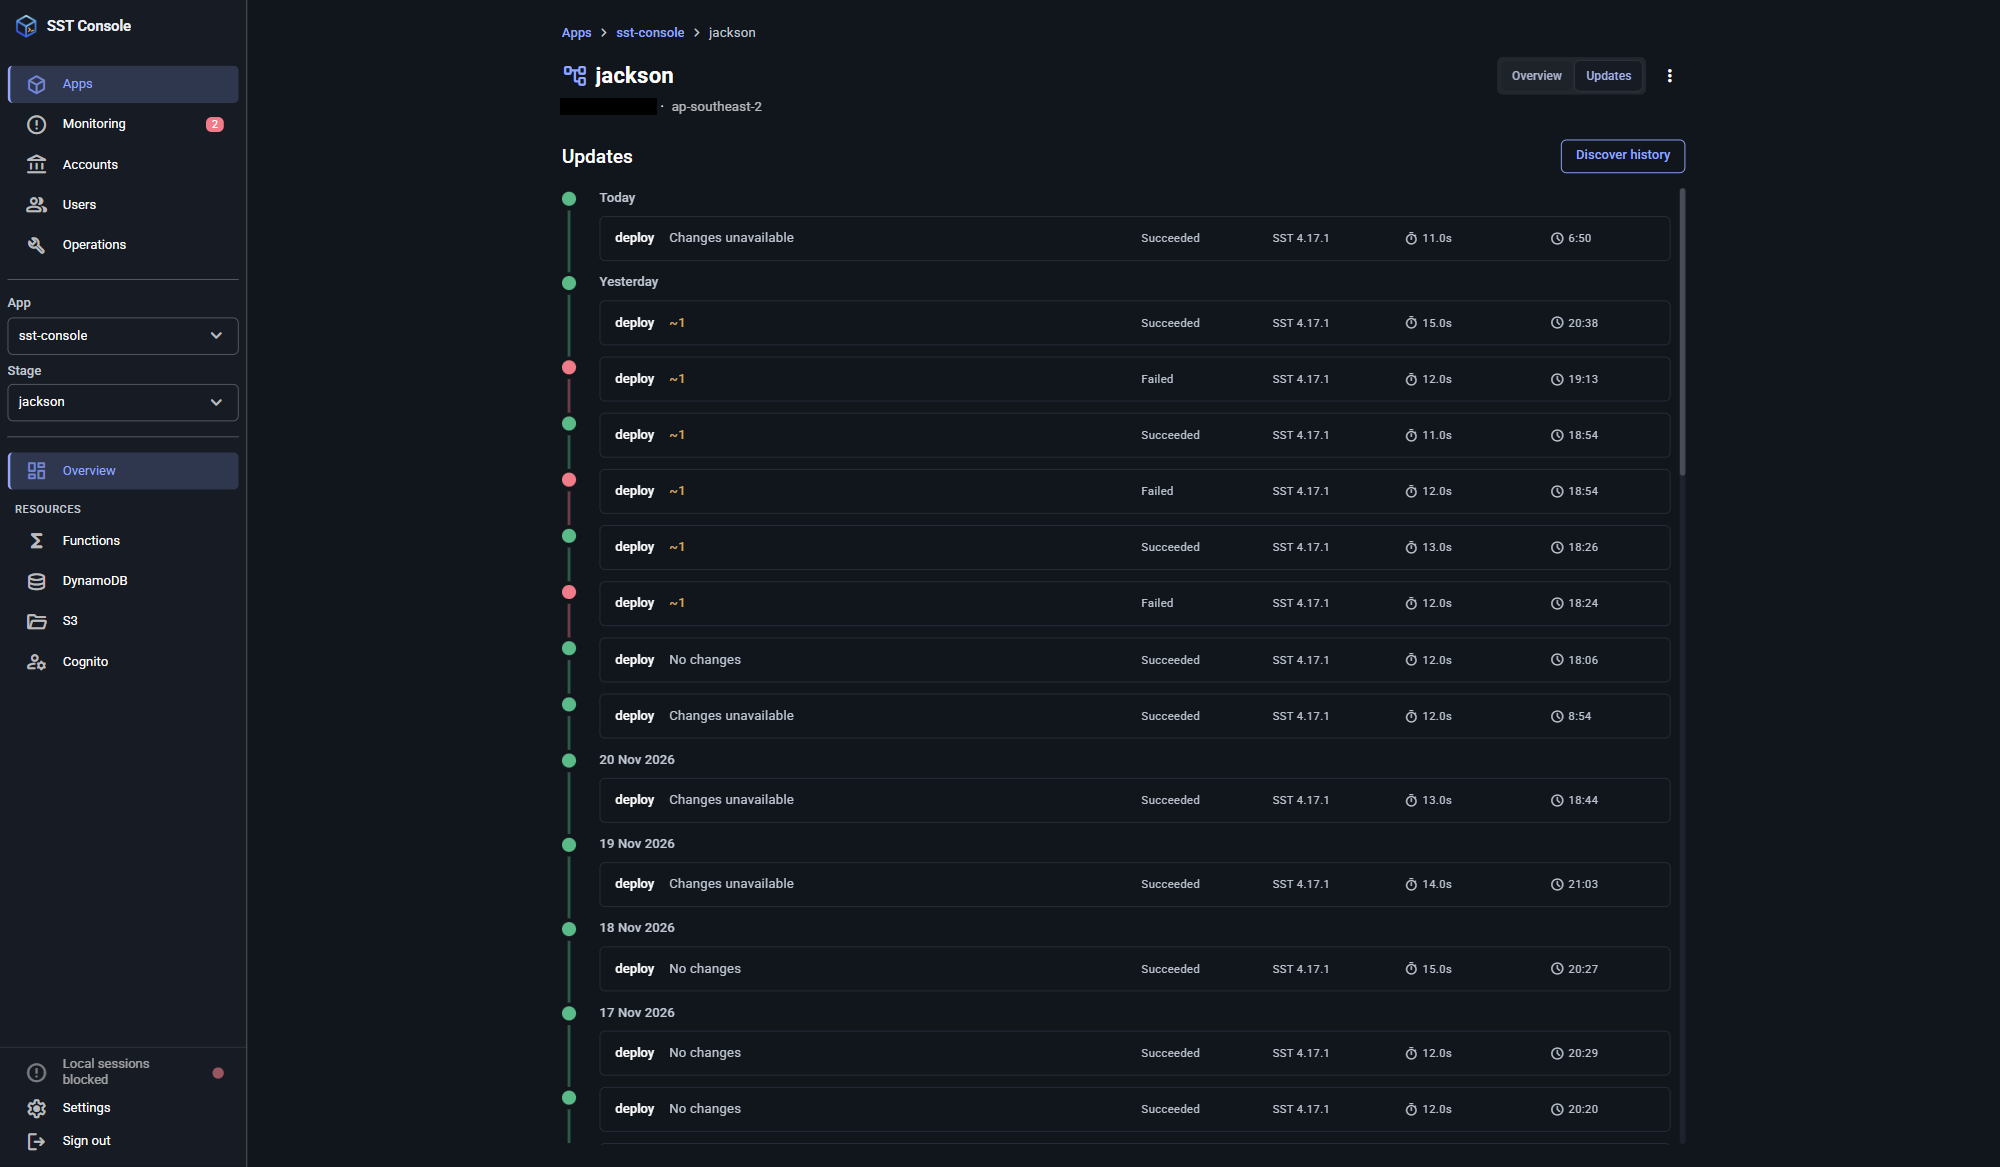 SST Console
Apps
Monitoring 2
Accounts
Users
Operations
App
sst-console
Stage
jackson
Overview
RESOURCES
Functions
DynamoDB
S3
Cognito
Local sessions
blocked
Settings
Sign out
Apps > sst-console > jackson
jackson
Overview Updates
· ap-southeast-2
Updates
Discover history
Today
deploy Changes unavailable Succeeded SST 4.17.1 11.0s 6:50
Yesterday
deploy ~1 Succeeded SST 4.17.1 15.0s 20:38
deploy ~1 Failed SST 4.17.1 12.0s 19:13
deploy ~1 Succeeded SST 4.17.1 11.0s 18:54
deploy ~1 Failed SST 4.17.1 12.0s 18:54
deploy ~1 Succeeded SST 4.17.1 13.0s 18:26
deploy ~1 Failed SST 4.17.1 12.0s 18:24
deploy No changes Succeeded SST 4.17.1 12.0s 18:06
deploy Changes unavailable Succeeded SST 4.17.1 12.0s 8:54
20 Nov 2026
deploy Changes unavailable Succeeded SST 4.17.1 13.0s 18:44
19 Nov 2026
deploy Changes unavailable Succeeded SST 4.17.1 14.0s 21:03
18 Nov 2026
deploy No changes Succeeded SST 4.17.1 15.0s 20:27
17 Nov 2026
deploy No changes Succeeded SST 4.17.1 12.0s 20:29
deploy No changes Succeeded SST 4.17.1 12.0s 20:20